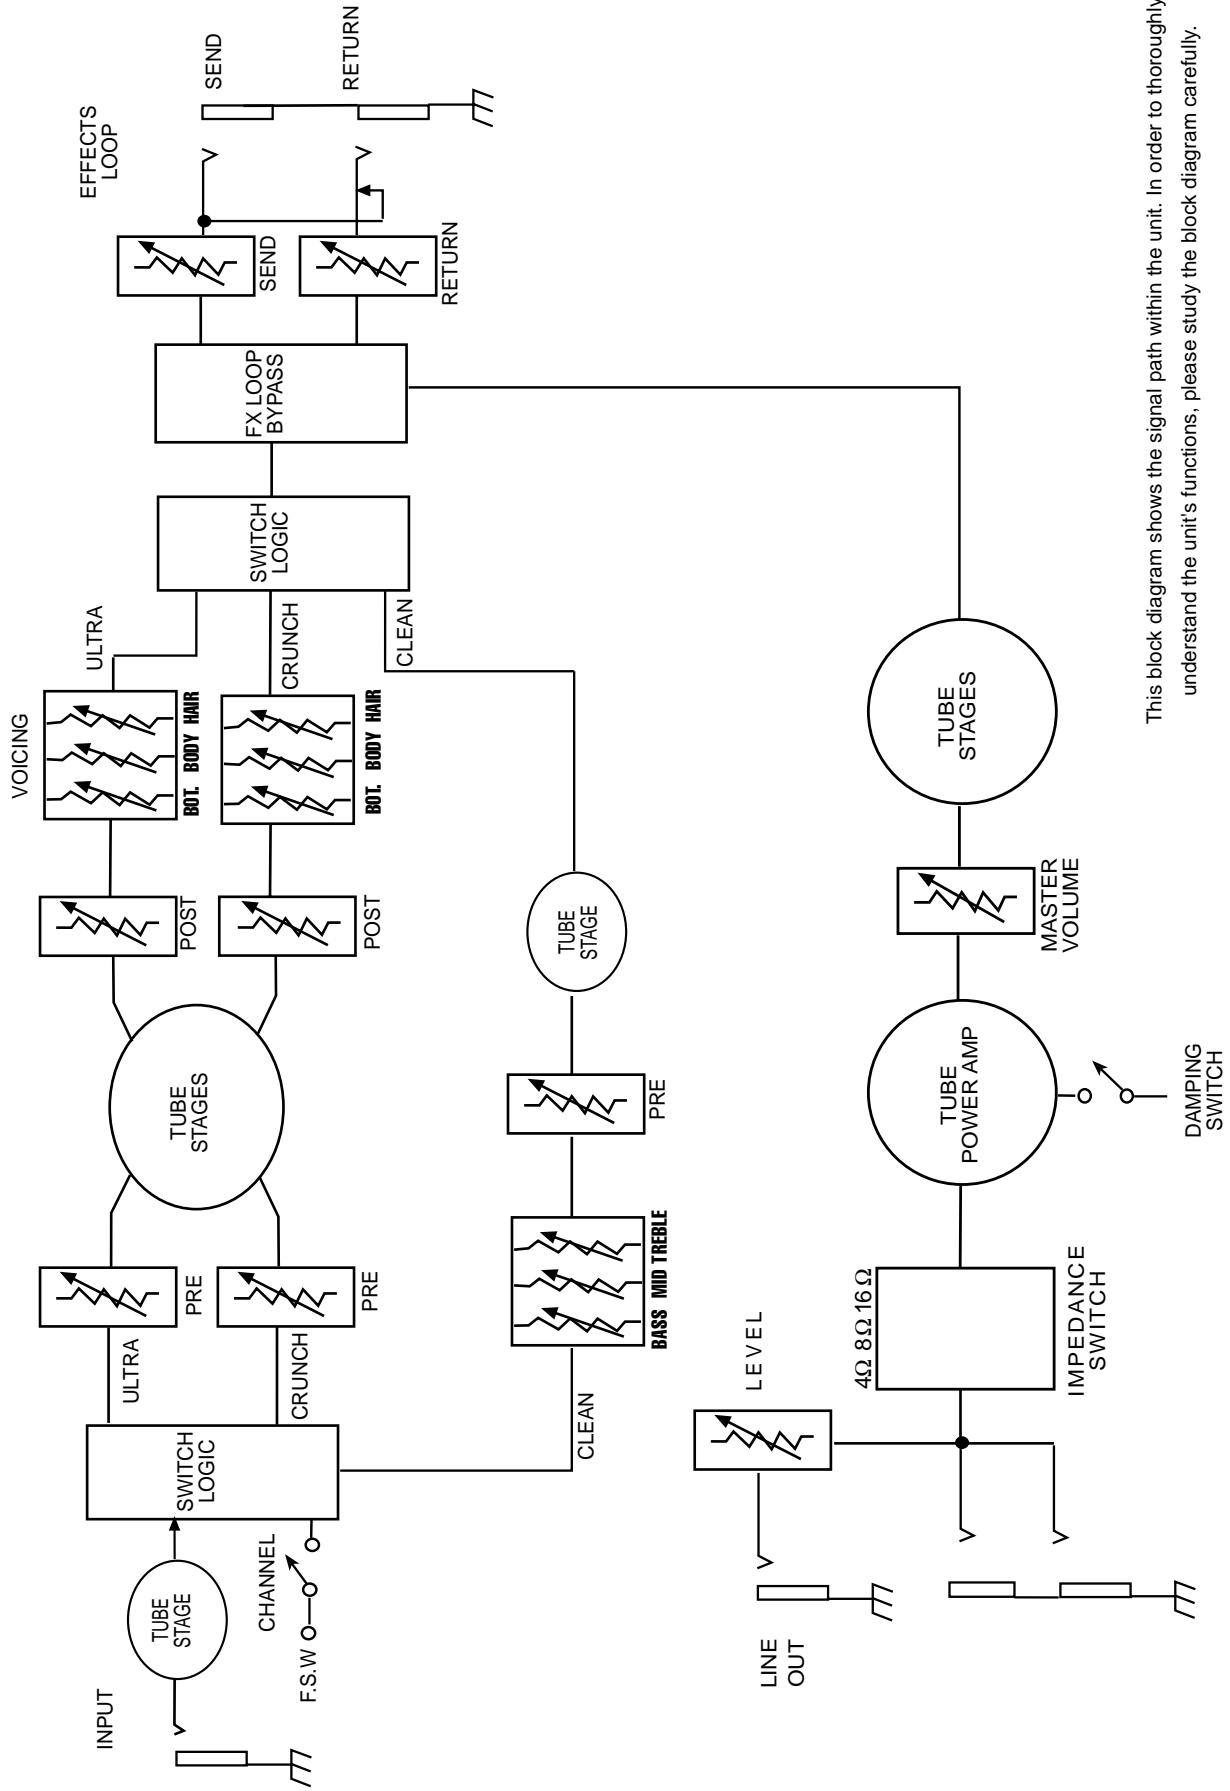 INPUT
TUBE
STAGE
CHANNEL
F.S.W
SWITCH
LOGIC
ULTRA
CRUNCH
CLEAN
PRE
PRE
TUBE
STAGES
POST
POST
VOICING
BOT. BODY HAIR
BOT. BODY HAIR
ULTRA
CRUNCH
CLEAN
BASS MID TREBLE
PRE
TUBE
STAGE
SWITCH
LOGIC
FX LOOP
BYPASS
SEND
RETURN
EFFECTS
LOOP
SEND
RETURN
LINE
OUT
LEVEL
4Ω 8Ω 16 Ω
IMPEDANCE
SWITCH
TUBE
POWER AMP
DAMPING
SWITCH
MASTER
VOLUME
TUBE
STAGES
This block diagram shows the signal path within the unit. In order to thoroughly
understand the unit's functions, please study the block diagram carefully.